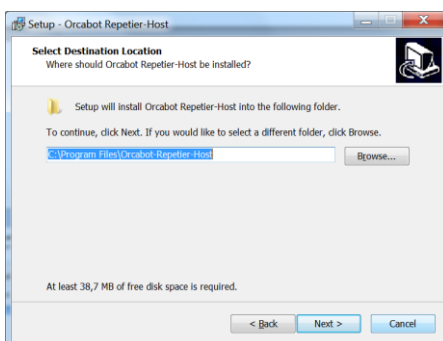 Setup - Orcabot Repetier-Host
Select Destination Location
Where should Orcabot Repetier-Host be installed?
Setup will install Orcabot Repetier-Host into the following folder.
To continue, click Next. If you would like to select a different folder, click Browse.
C:\Program Files\Orcabot-Repetier-Host
Browse...
At least 38,7 MB of free disk space is required.
< Back
Next >
Cancel